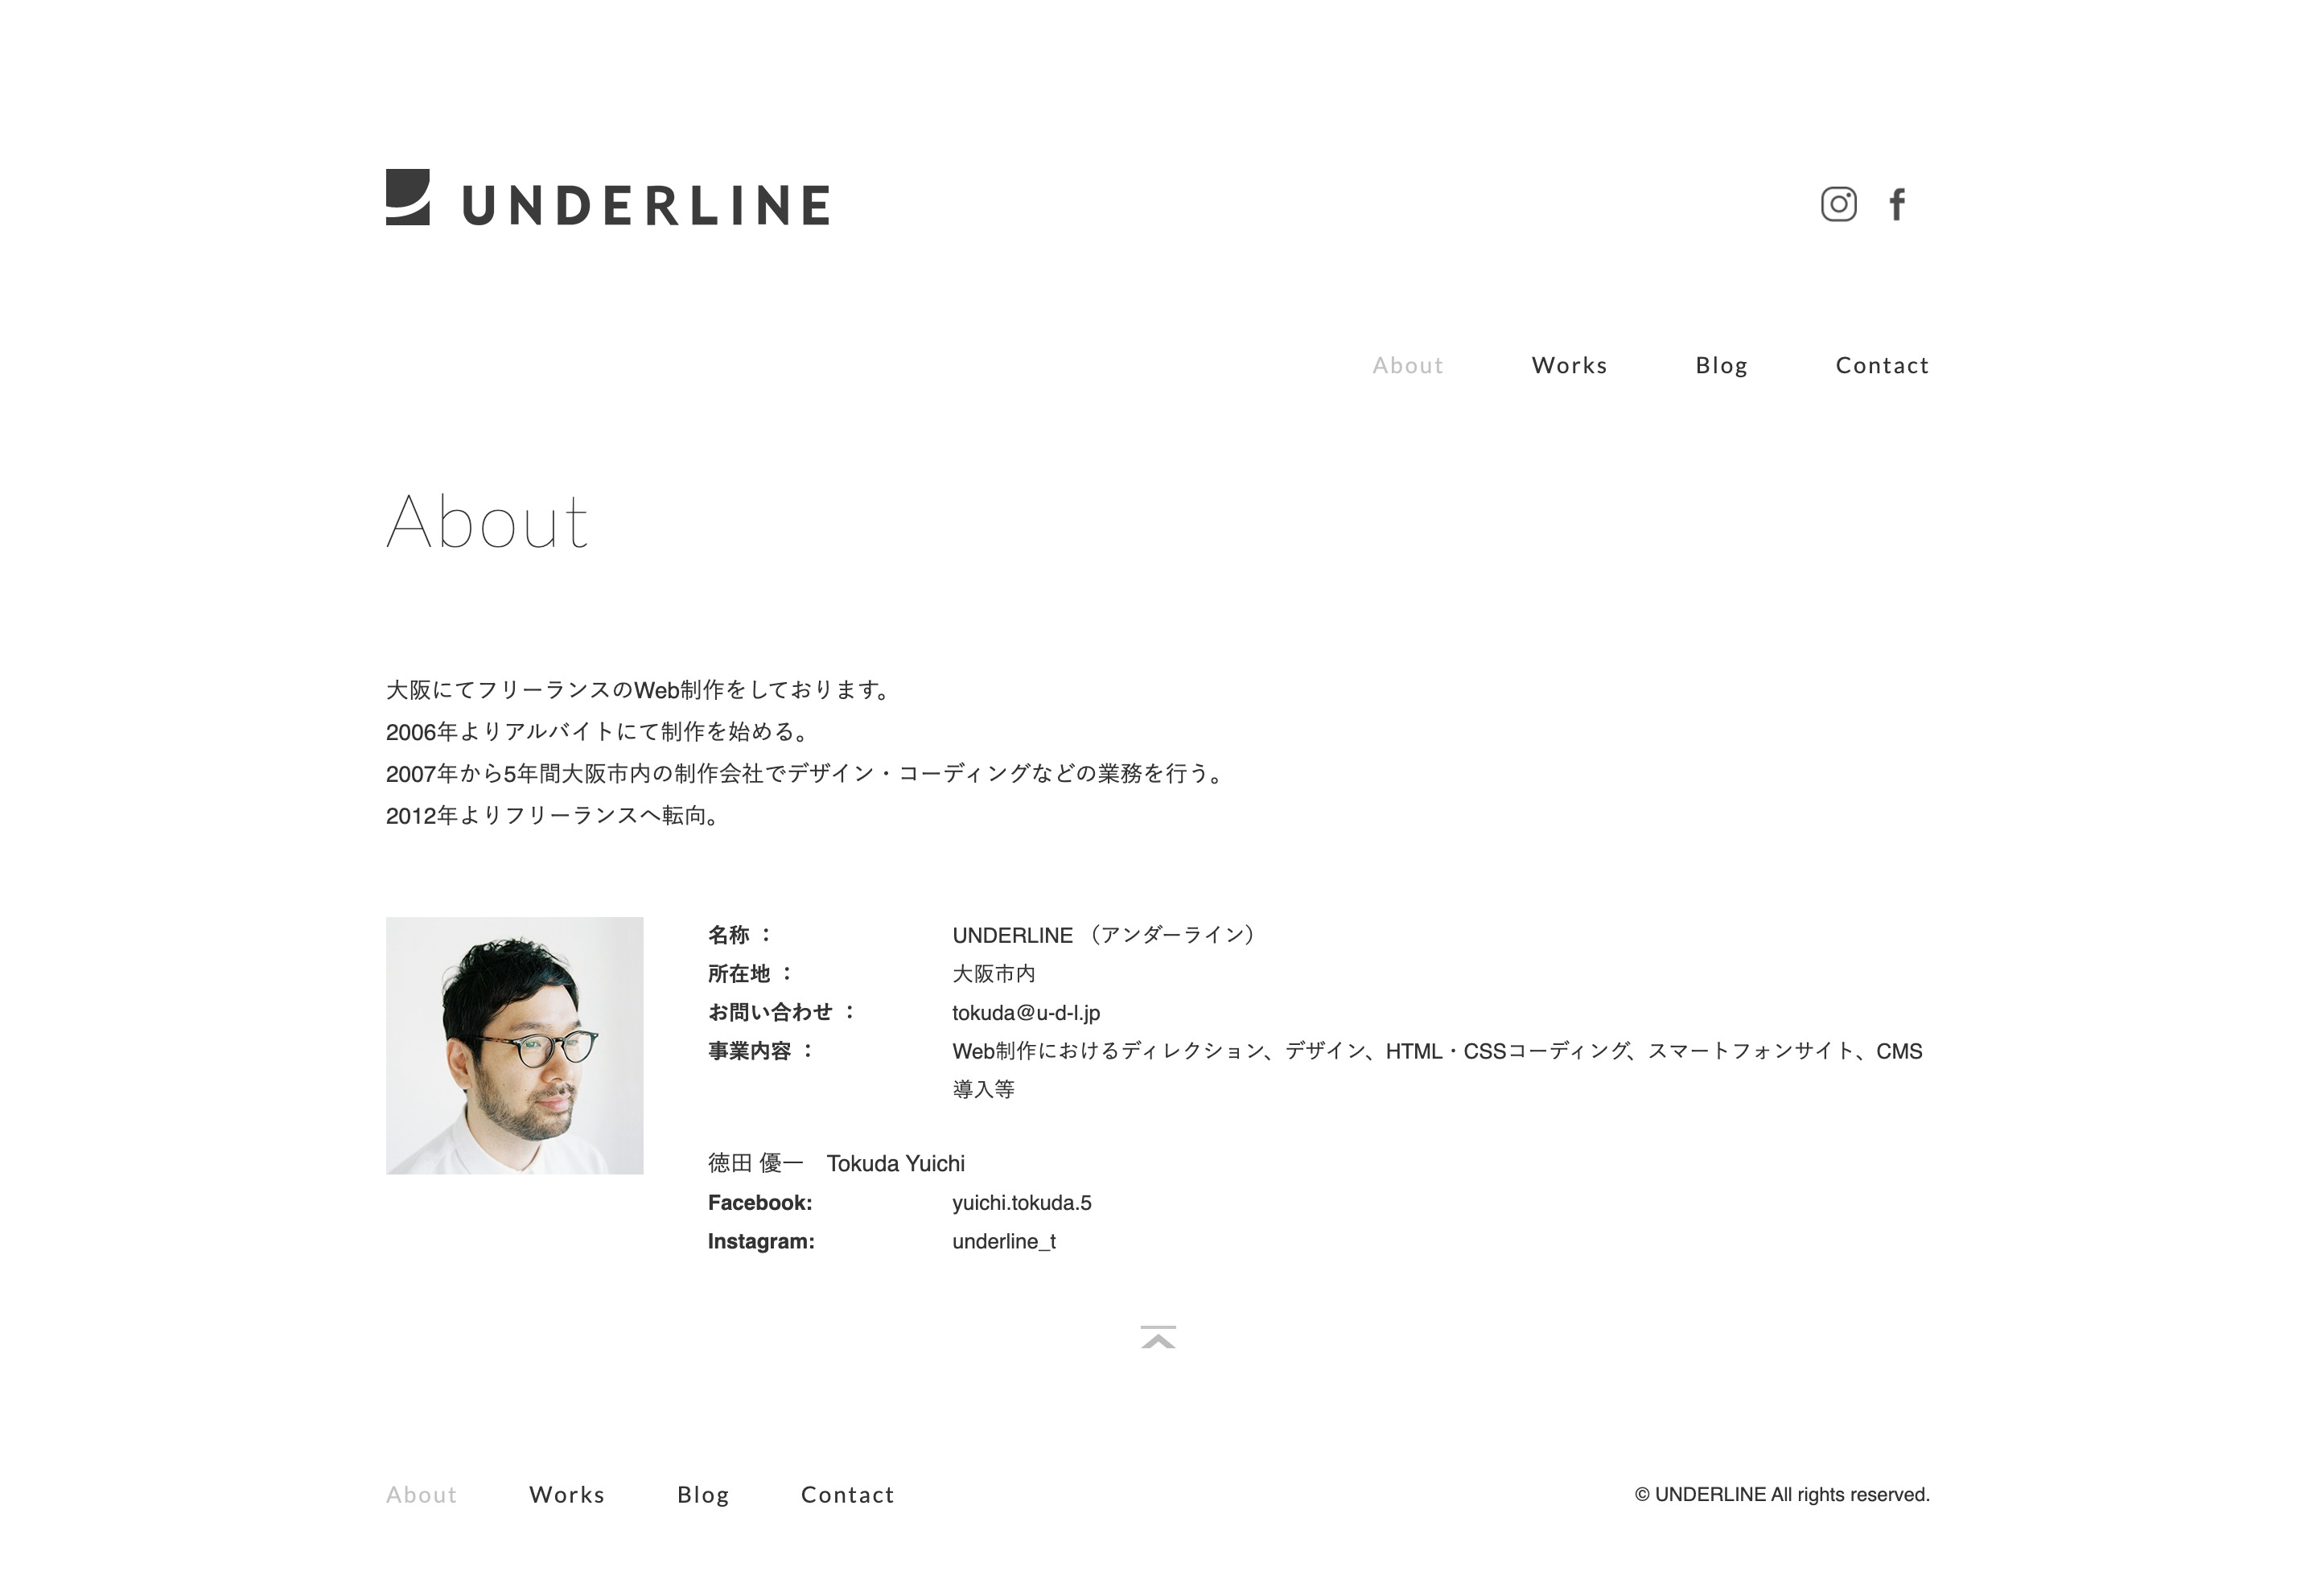 UNDERLINE
About Works Blog Contact
About
大阪にてフリーランスのWeb制作をしております。
2006年よりアルバイトにて制作を始める。
2007年から5年間大阪市内の制作会社でデザイン・コーディングなどの業務を行う。
2012年よりフリーランスへ転向。
名称 ： UNDERLINE （アンダーライン）
所在地 ： 大阪市内
お問い合わせ ： tokuda@u-d-l.jp
事業内容 ： Web制作におけるディレクション、デザイン、HTML・CSSコーディング、スマートフォンサイト、CMS
導入等
徳田 優一　Tokuda Yuichi
Facebook: yuichi.tokuda.5
Instagram: underline_t
About Works Blog Contact © UNDERLINE All rights reserved.